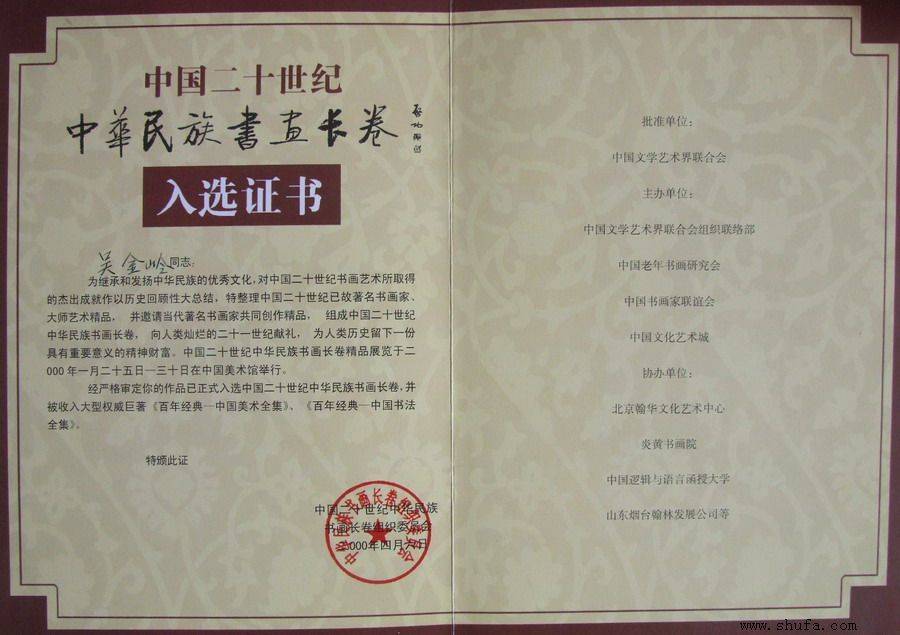 中国二十世纪
中華民族書画长卷
入选证书
吴金岭同志：
为继承和发扬中华民族的优秀文化，对中国二十世纪书画艺术所取得
的杰出成就作以历史回顾性大总结，特整理中国二十世纪已故著名书画家、
大师艺术精品， 并邀请当代著名书画家共同创作精品， 组成中国二十世纪
中华民族书画长卷， 向人类灿烂的二十一世纪献礼， 为人类历史留下一份
具有重要意义的精神财富。中国二十世纪中华民族书画长卷精品展览于二
000年一月二十五日—三十日在中国美术馆举行。
经严格审定你的作品已正式入选中国二十世纪中华民族书画长卷，并
被收入大型权威巨著《百年经典—中国美术全集》、《百年经典—中国书法
全集》。
特颁此证
中国二十世纪中华民族
书画长卷组织委员会
000年四月六日
批准单位：
中国文学艺术界联合会
主办单位：
中国文学艺术界联合会组织联络部
中国老年书画研究会
中国书画家联谊会
中国文化艺术城
协办单位：
北京翰华文化艺术中心
炎黄书画院
中国逻辑与语言函授大学
山东烟台翰林发展公司等
www.shufa.com